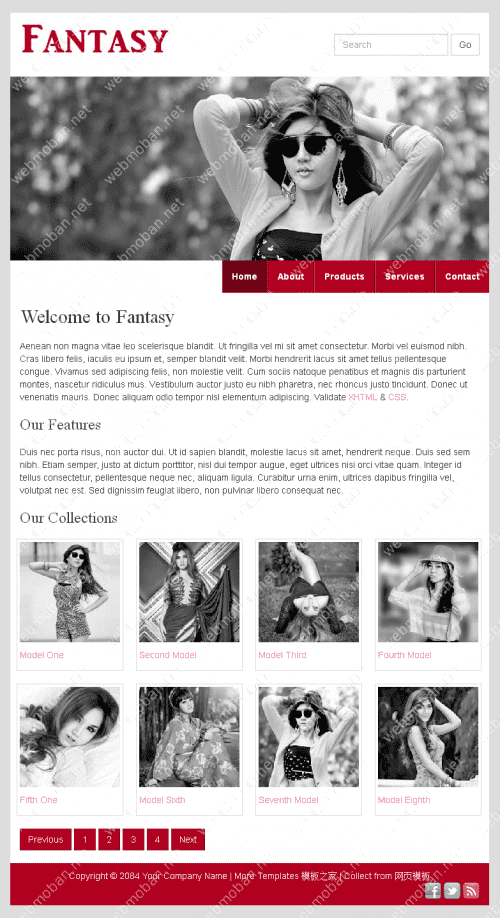 FANTASY
Search
Go
Home About Products Services Contact
Welcome to Fantasy
Aenean non magna vitae leo scelerisque blandit. Ut fringilla vel mi sit amet consectetur. Morbi vel euismod nibh.
Cras libero felis, iaculis eu ipsum et, semper blandit velit. Morbi hendrerit lacus sit amet tellus pellentesque
congue. Vivamus sed adipiscing felis, non molestie velit. Cum sociis natoque penatibus et magnis dis parturient
montes, nascetur ridiculus mus. Vestibulum auctor justo eu nibh pharetra, nec rhoncus justo tincidunt. Donec ut
venenatis mauris. Donec aliquam odio tempor nisl elementum adipiscing. Validate XHTML & CSS.
Our Features
Duis nec porta risus, non auctor dui. Ut id sapien blandit, molestie lacus sit amet, hendrerit neque. Duis sed sem
nibh. Etiam semper, justo at dictum porttitor, nisl dui tempor augue, eget ultrices nisi orci vitae quam. Integer id
tellus consectetur, pellentesque neque nec, aliquam ligula. Curabitur urna enim, ultrices dapibus fringilla vel,
volutpat nec est. Sed dignissim feugiat libero, non pulvinar libero consequat nec.
Our Collections
Model One
Second Model
Model Third
Fourth Model
Fifth One
Model Sixth
Seventh Model
Model Eighth
Previous 1 2 3 4 Next
Copyright © 2084 Your Company Name | More Templates 模板之家 | Collect from 网页模板
webmoban.net